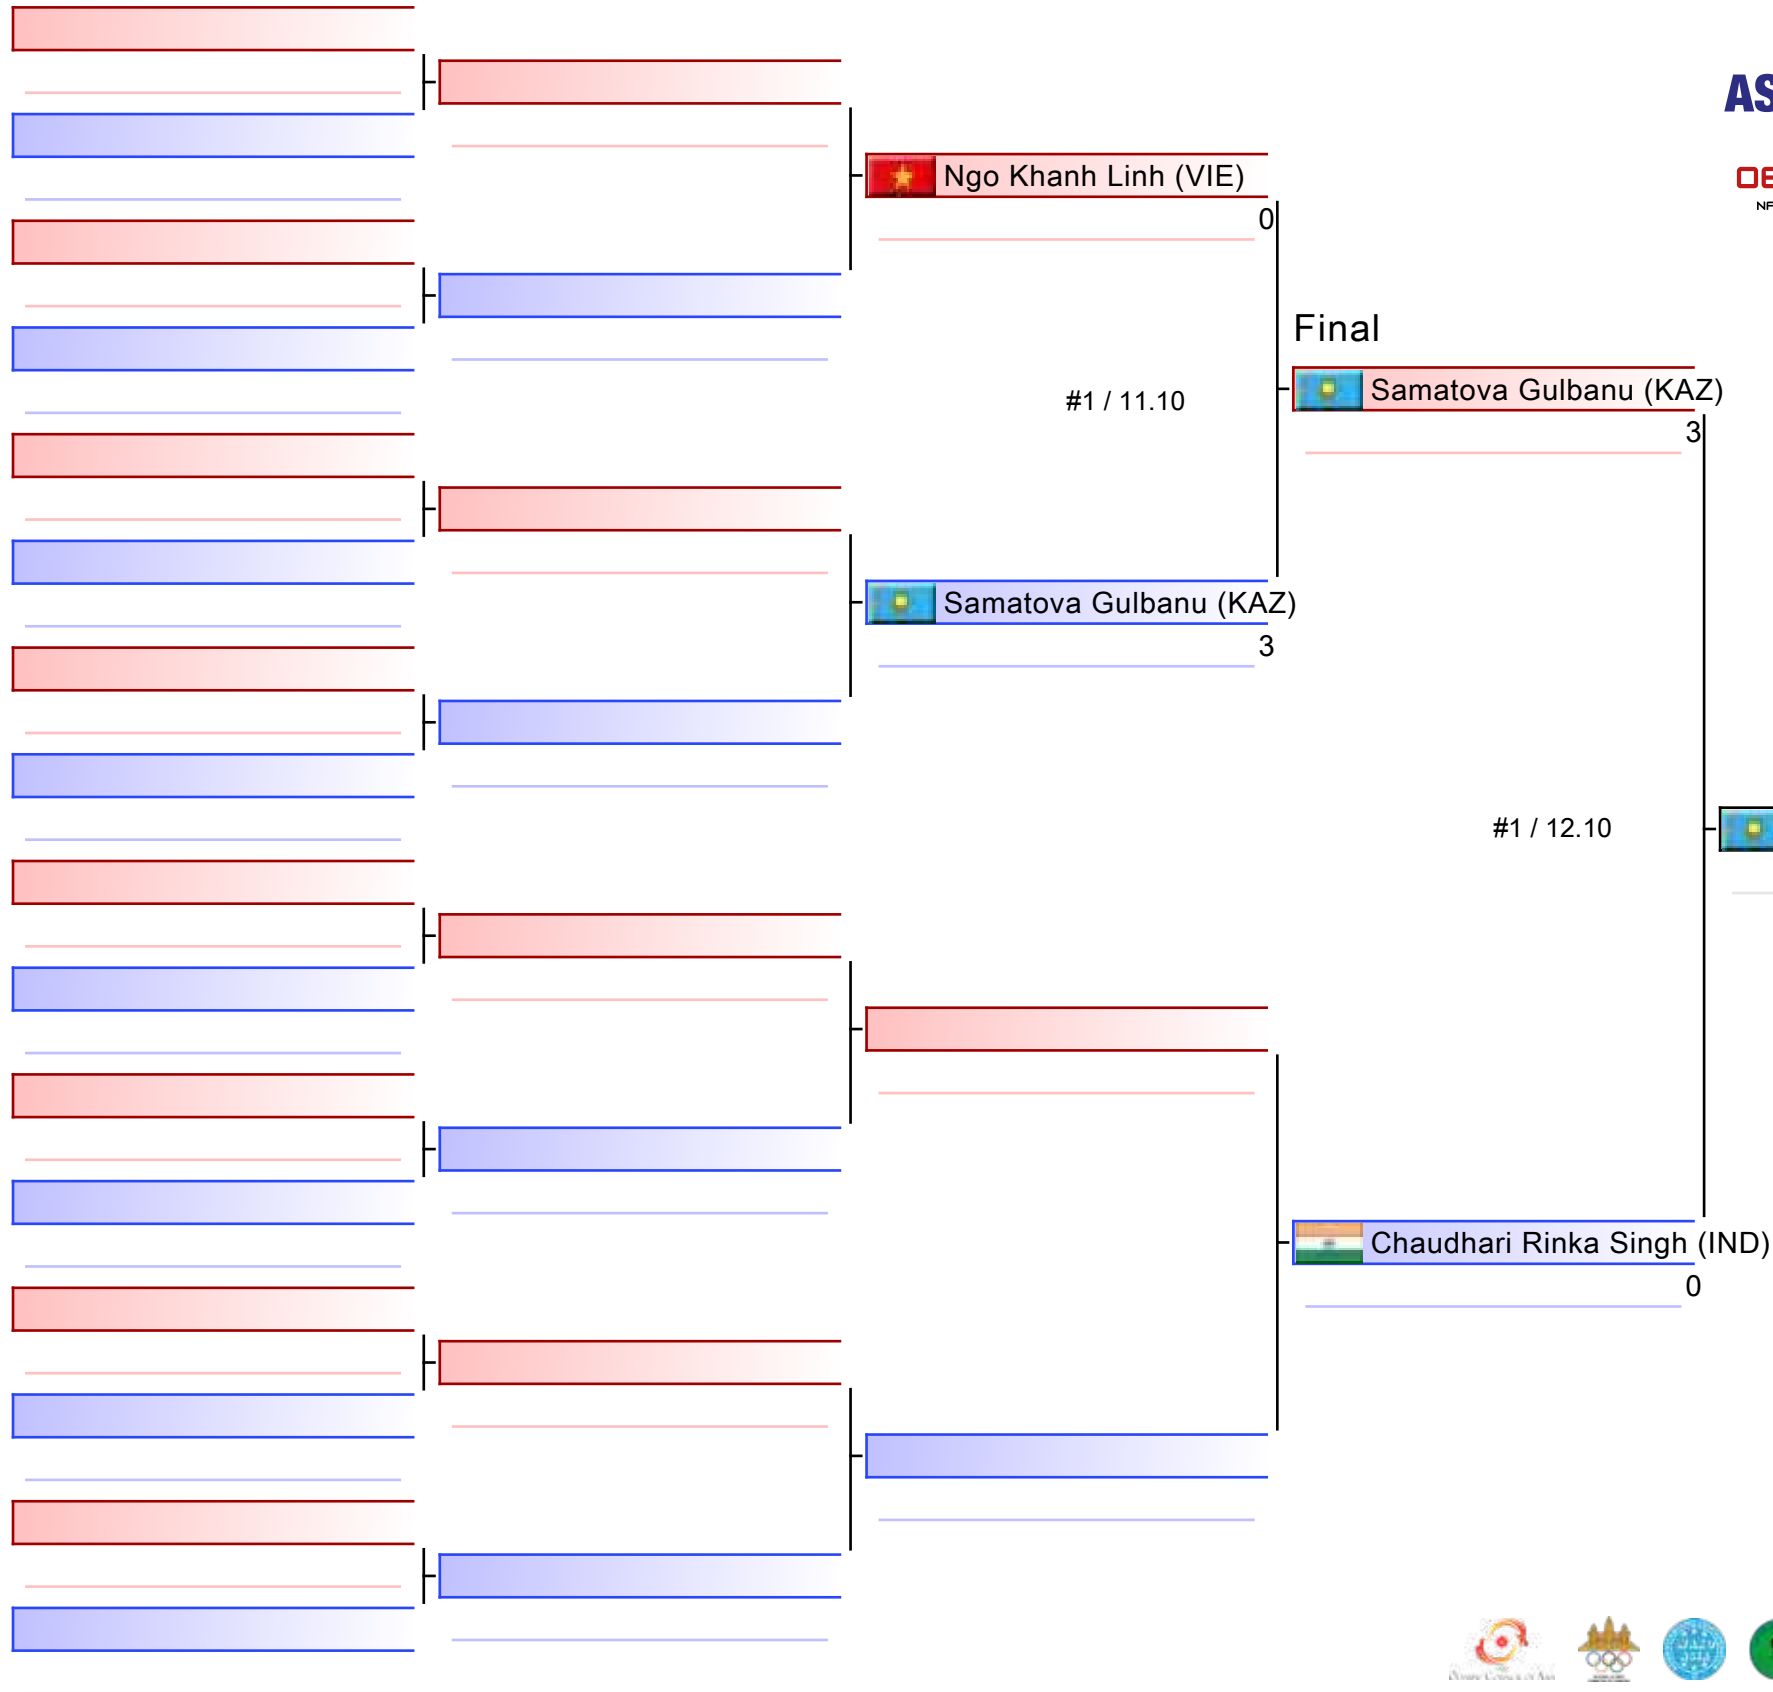 AS
Ngo Khanh Linh (VIE)
0
Final
#1 / 11.10
Samatova Gulbanu (KAZ)
3
Samatova Gulbanu (KAZ)
3
#1 / 12.10
Chaudhari Rinka Singh (IND)
0